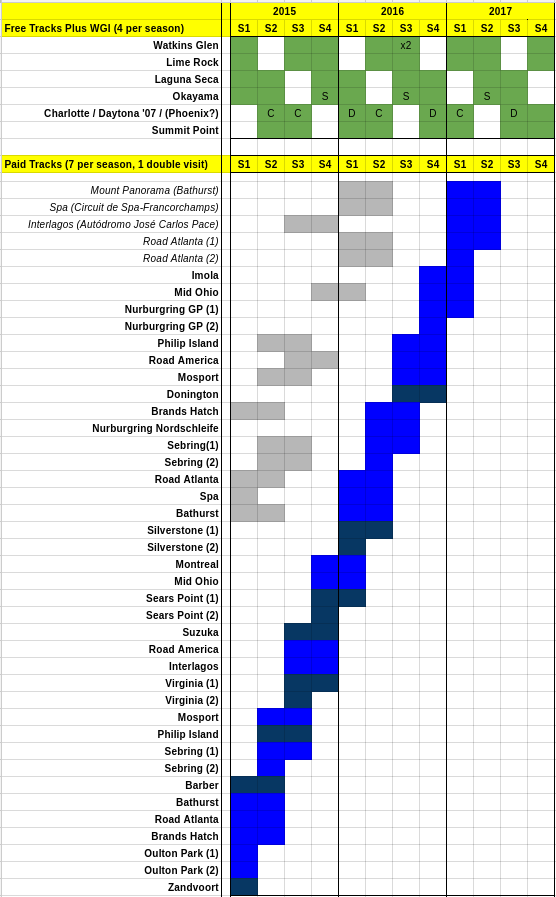 2015 2016 2017
Free Tracks Plus WGI (4 per season) S1 S2 S3 S4 S1 S2 S3 S4 S1 S2 S3 S4
Watkins Glen x2
Lime Rock
Laguna Seca
Okayama S S S
Charlotte / Daytona '07 / (Phoenix?) C C D C D C D
Summit Point
Paid Tracks (7 per season, 1 double visit) S1 S2 S3 S4 S1 S2 S3 S4 S1 S2 S3 S4
Mount Panorama (Bathurst)
Spa (Circuit de Spa-Francorchamps)
Interlagos (Autódromo José Carlos Pace)
Road Atlanta (1)
Road Atlanta (2)
Imola
Mid Ohio
Nurburgring GP (1)
Nurburgring GP (2)
Philip Island
Road America
Mosport
Donington
Brands Hatch
Nurburgring Nordschleife
Sebring(1)
Sebring (2)
Road Atlanta
Spa
Bathurst
Silverstone (1)
Silverstone (2)
Montreal
Mid Ohio
Sears Point (1)
Sears Point (2)
Suzuka
Road America
Interlagos
Virginia (1)
Virginia (2)
Mosport
Philip Island
Sebring (1)
Sebring (2)
Barber
Bathurst
Road Atlanta
Brands Hatch
Oulton Park (1)
Oulton Park (2)
Zandvoort